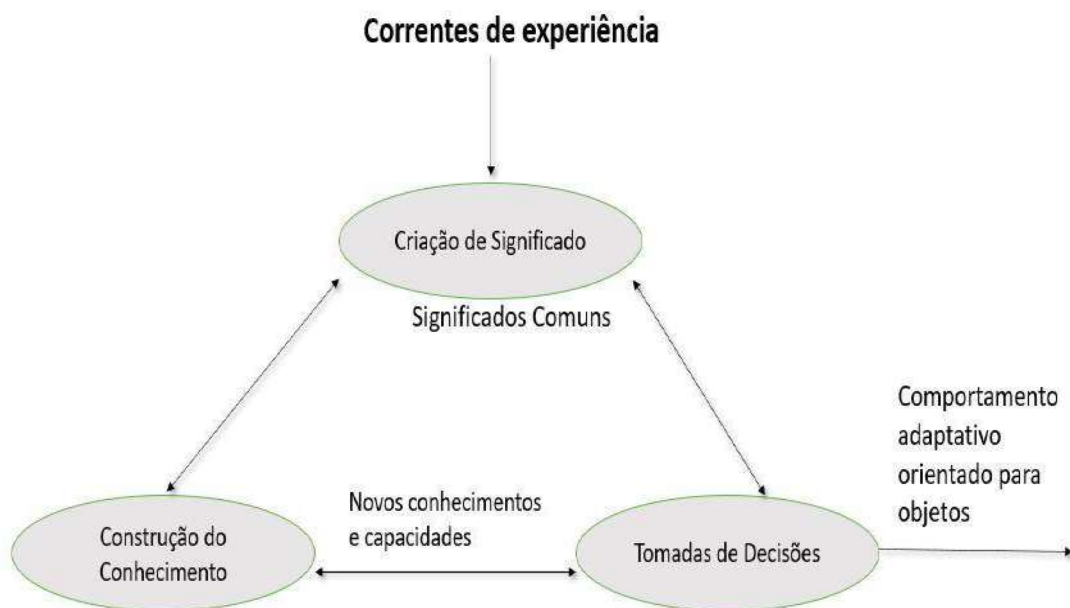 Correntes de experiência
Criação de Significado
Significados Comuns
Comportamento
adaptativo
orientado para
objetos
Novos conhecimentos
e capacidades
Construção do
Conhecimento
Tomadas de Decisões